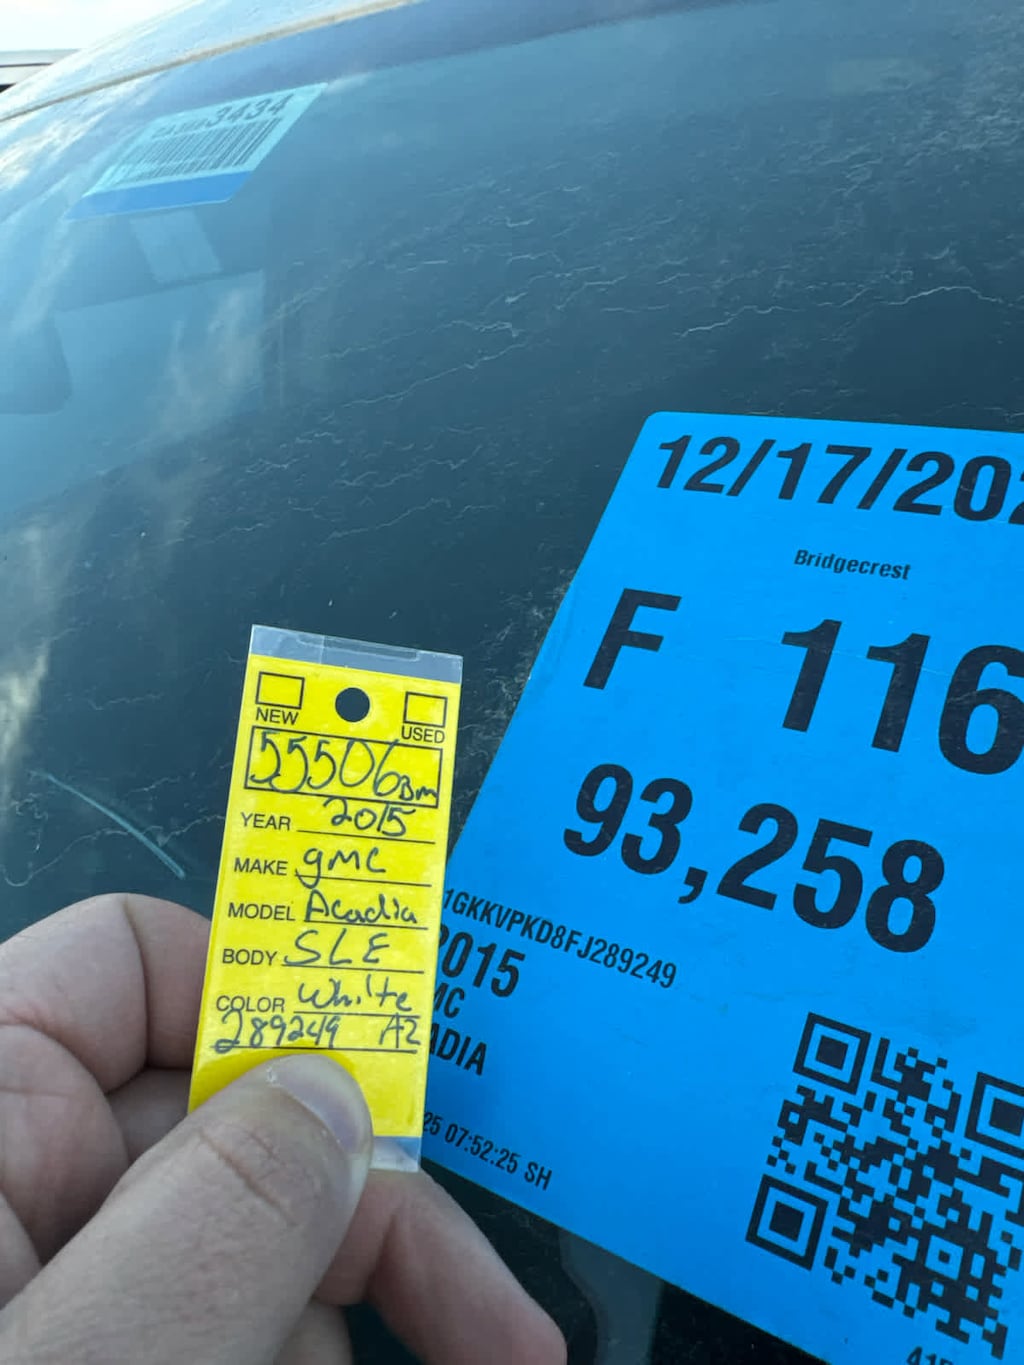 3434
12/17/202
Bridgecrest
F 116
93,258
1GKKVPKD8FJ289249
2015
MC
ADIA
25 07:52:25 SH
NEW
USED
55506BM
YEAR 2015
MAKE gMC
MODEL Acadia
BODY SLE
COLOR White
289249 A2